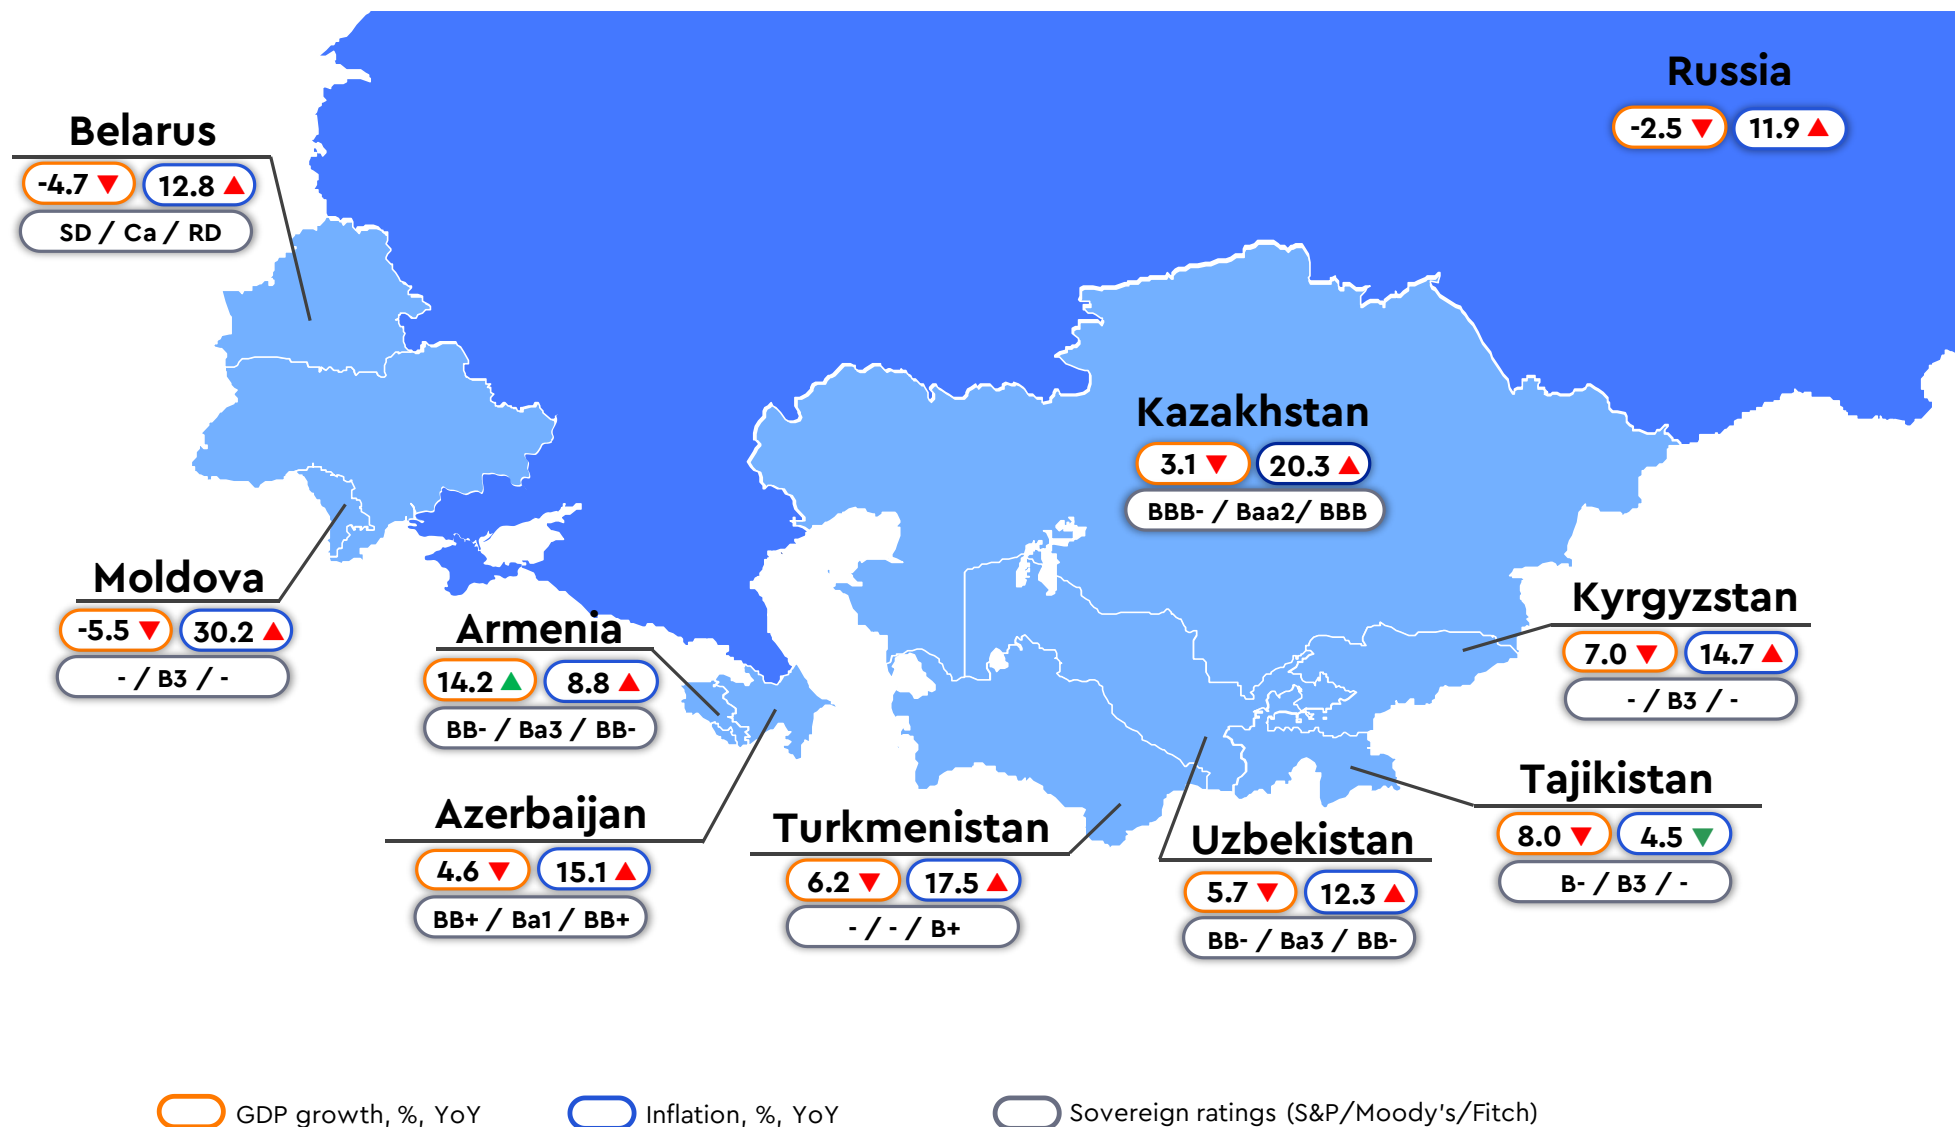 Russia
-2.5 ▼ 11.9 ▲
Belarus
-4.7 ▼ 12.8 ▲
SD / Ca / RD
Kazakhstan
3.1 ▼ 20.3 ▲
BBB- / Baa2/ BBB
Moldova
-5.5 ▼ 30.2 ▲
- / B3 / -
Armenia
14.2 ▲ 8.8 ▲
BB- / Ba3 / BB-
Kyrgyzstan
7.0 ▼ 14.7 ▲
- / B3 / -
Azerbaijan
4.6 ▼ 15.1 ▲
BB+ / Ba1 / BB+
Turkmenistan
6.2 ▼ 17.5 ▲
- / - / B+
Uzbekistan
5.7 ▼ 12.3 ▲
BB- / Ba3 / BB-
Tajikistan
8.0 ▼ 4.5 ▼
B- / B3 / -
GDP growth, %, YoY
Inflation, %, YoY
Sovereign ratings (S&P/Moody's/Fitch)